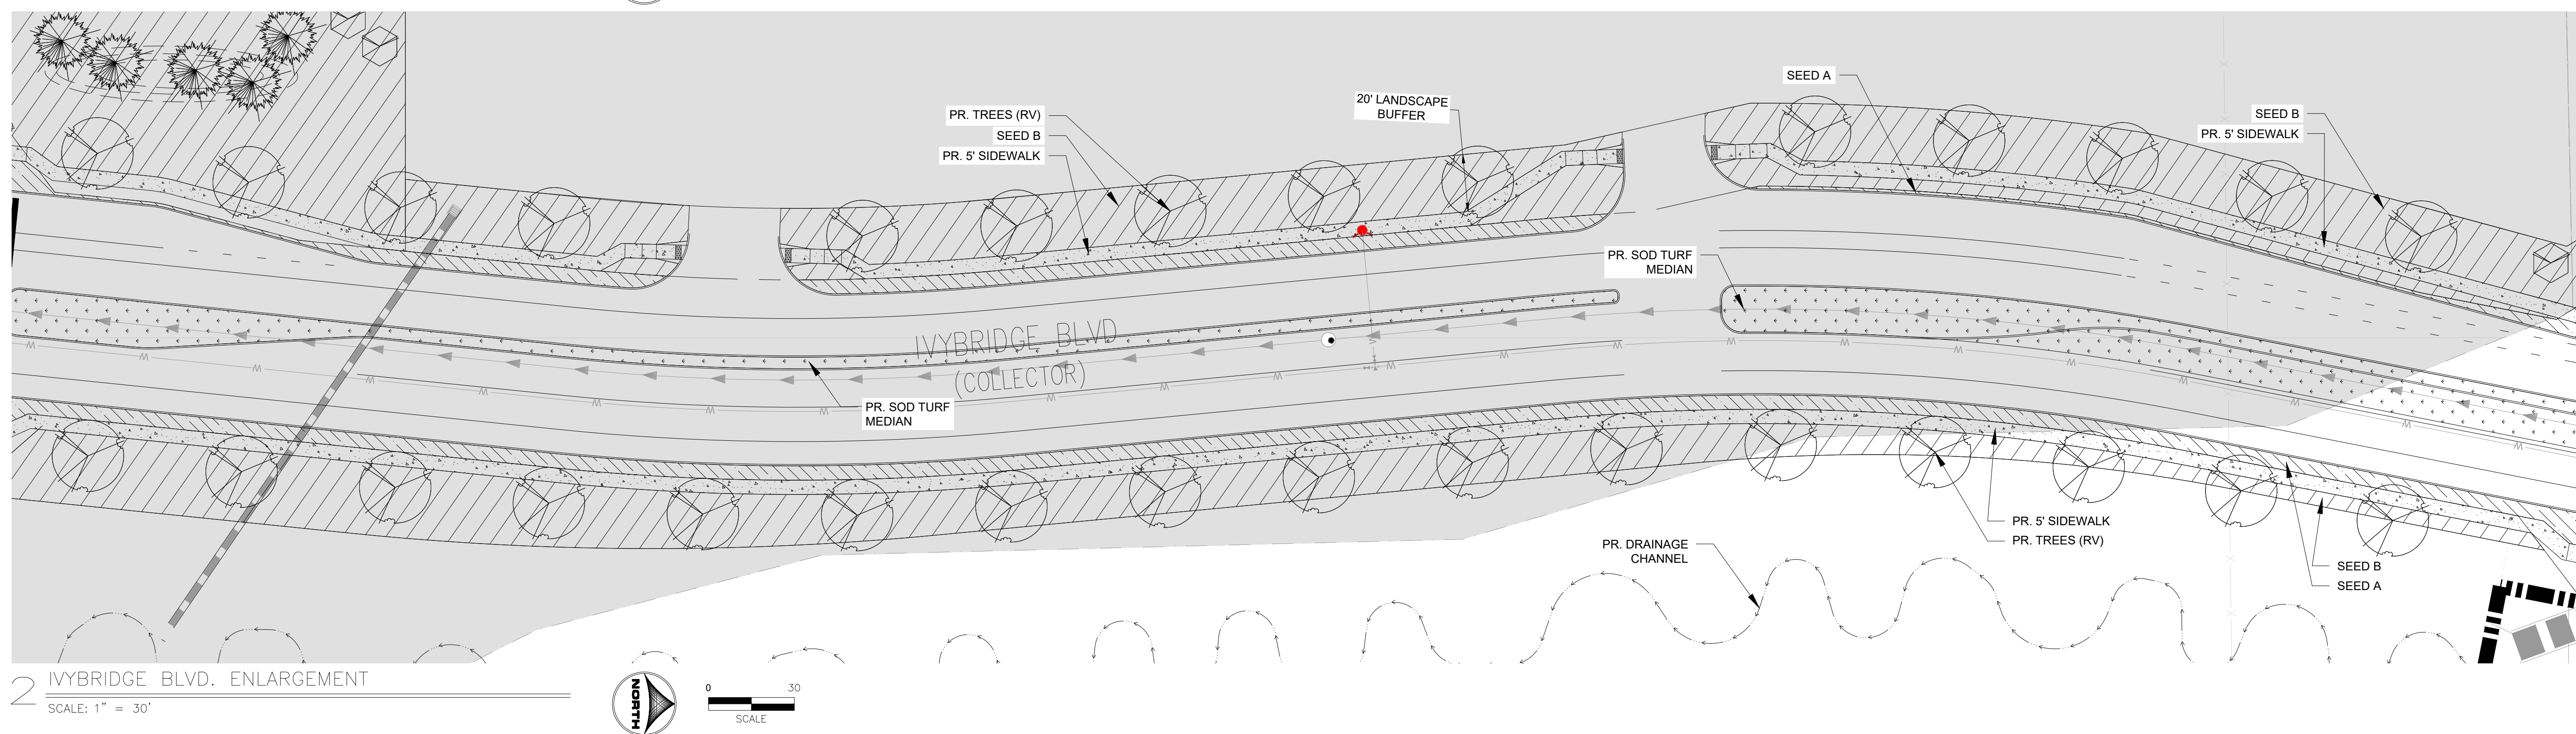 SEED A
PR. TREES (RV)
SEED B
PR. 5' SIDEWALK
20' LANDSCAPE
BUFFER
SEED B
PR. 5' SIDEWALK
PR. SOD TURF
MEDIAN
IVYBRIDGE BLVD
(COLLECTOR)
PR. SOD TURF
MEDIAN
PR. 5' SIDEWALK
PR. TREES (RV)
PR. DRAINAGE
CHANNEL
SEED B
SEED A
2 IVYBRIDGE BLVD. ENLARGEMENT
SCALE: 1" = 30'
NORTH
0 30
SCALE